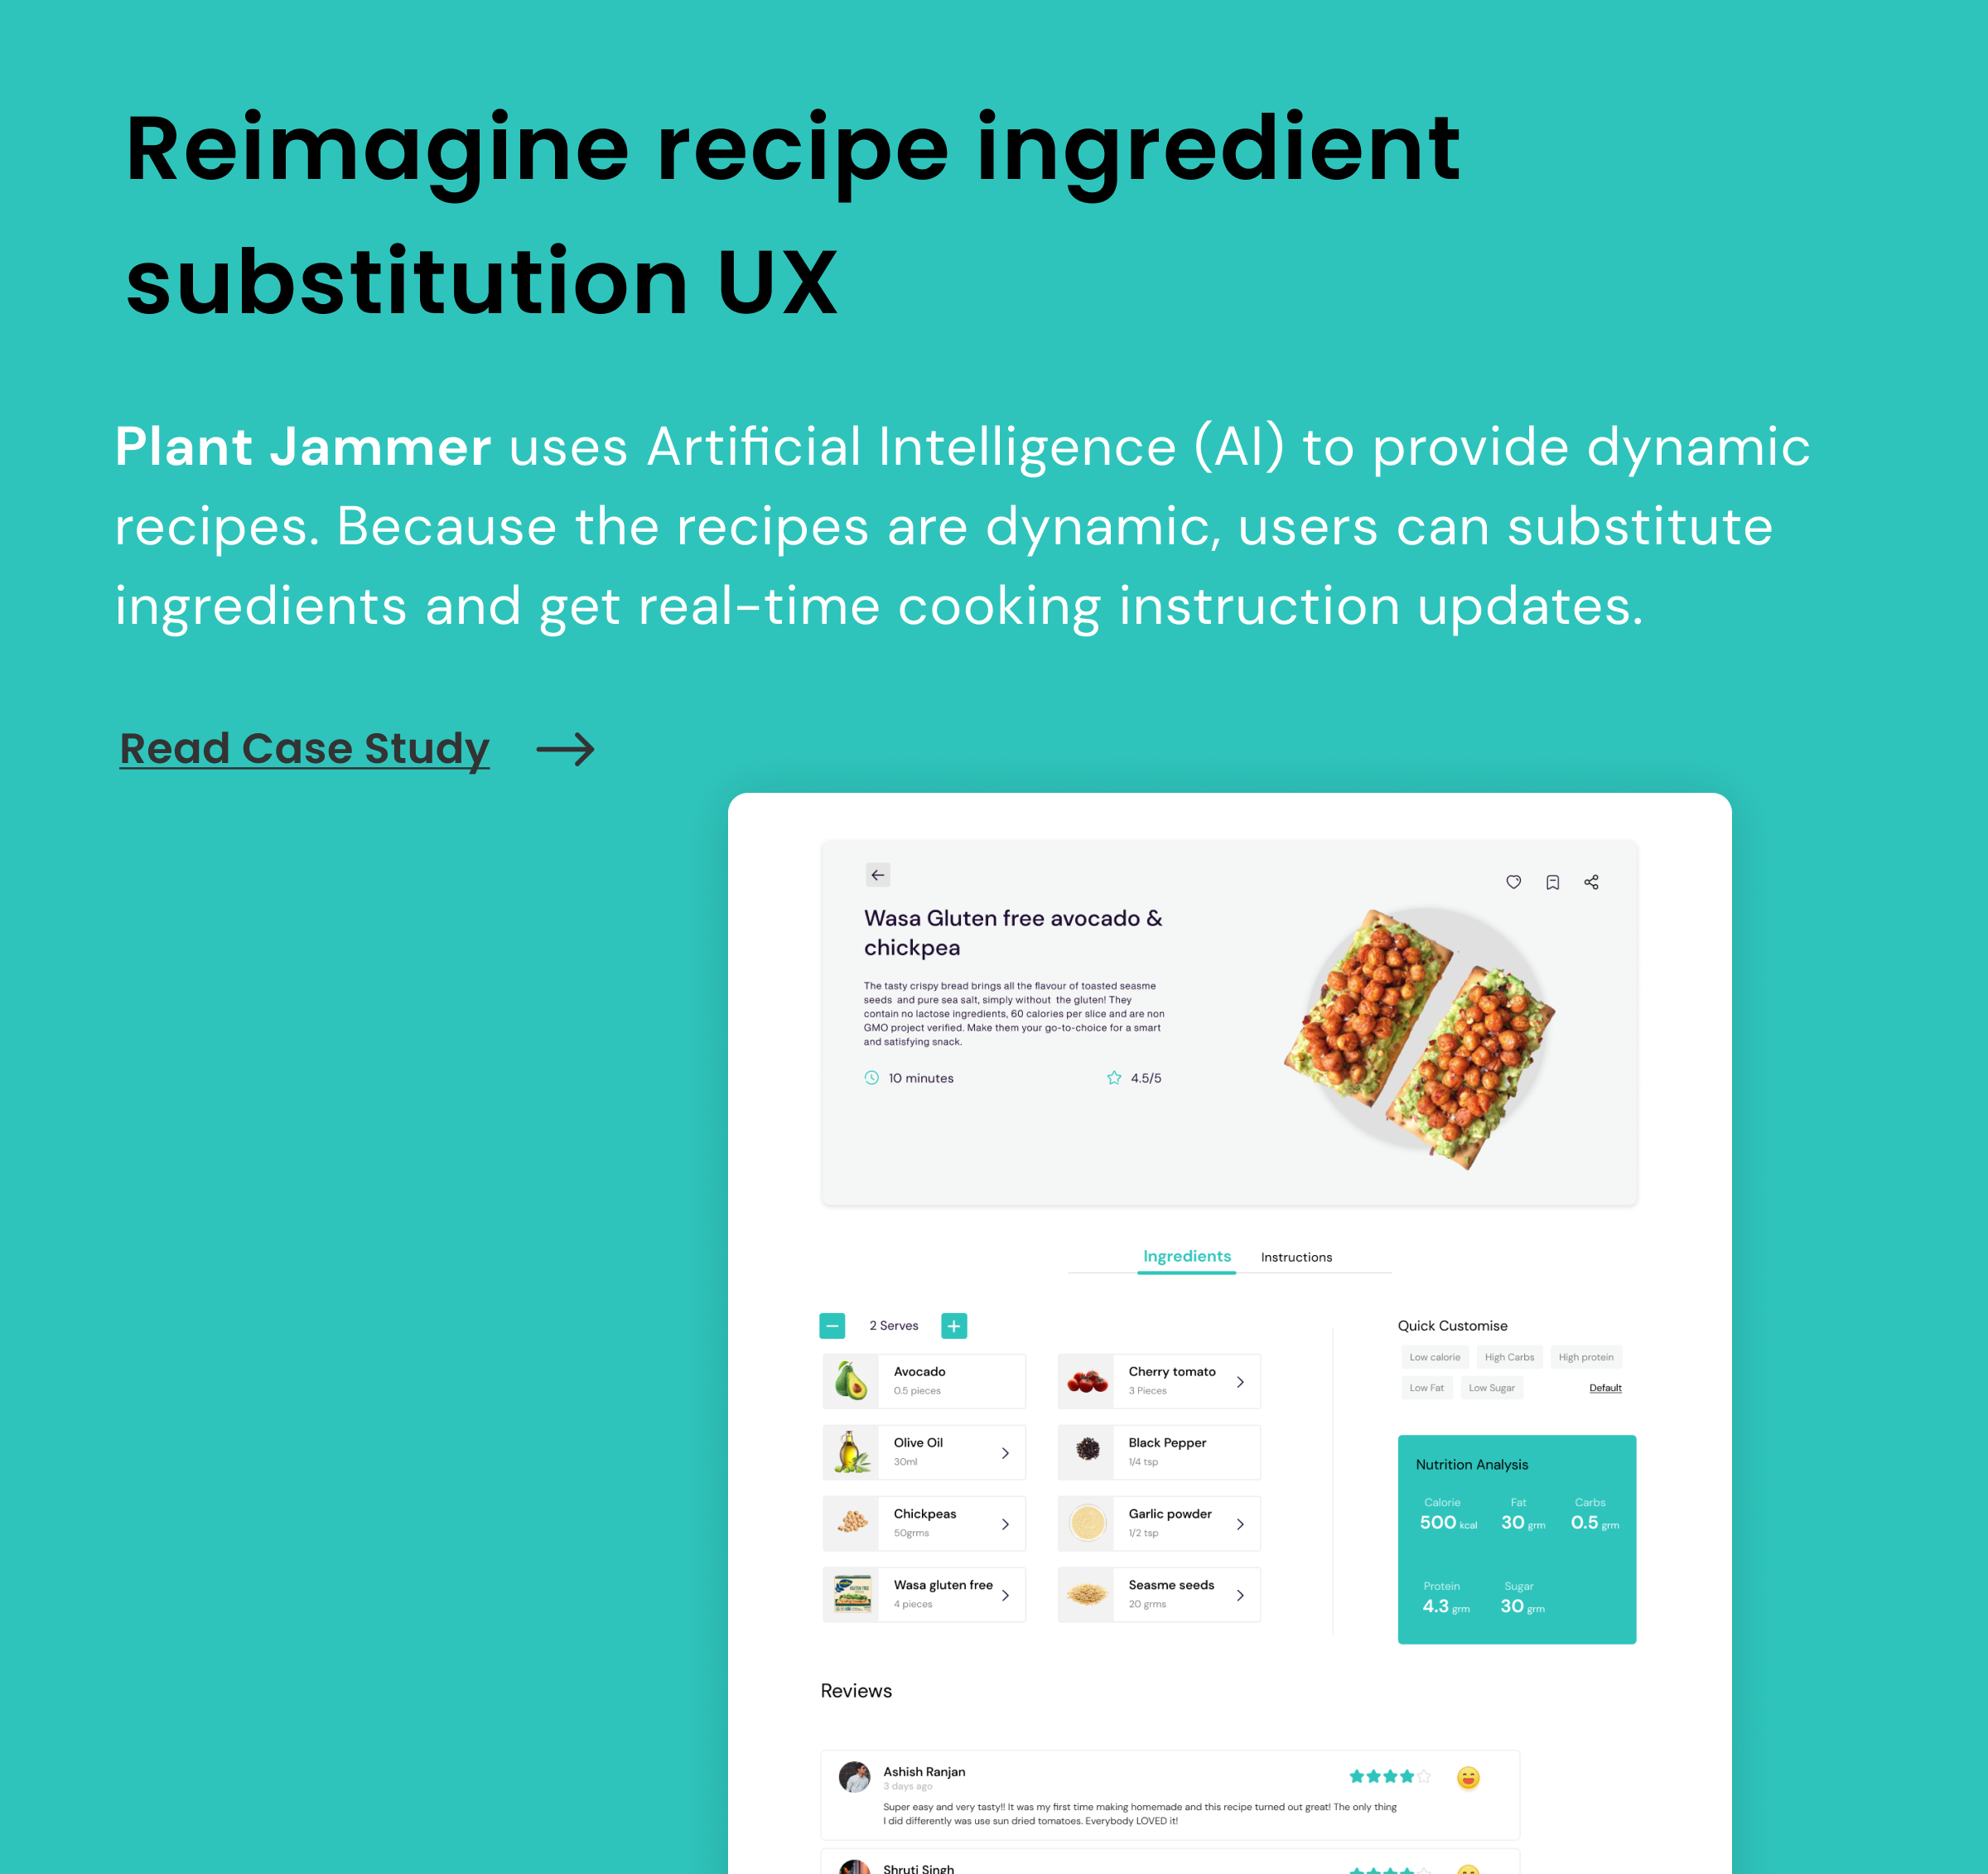 Reimagine recipe ingredient
substitution UX
Plant Jammer uses Artificial Intelligence (AI) to provide dynamic
recipes. Because the recipes are dynamic, users can substitute
ingredients and get real-time cooking instruction updates.
Read Case Study
Wasa Gluten free avocado &
chickpea
The tasty crispy bread brings all the flavour of toasted seasme
seeds and pure sea salt, simply without the gluten! They
contain no lactose ingredients, 60 calories per slice and are non
GMO project verified. Make them your go-to-choice for a smart
and satisfying snack.
10 minutes
4.5/5
Ingredients
Instructions
2 Serves
Avocado
0.5 pieces
Cherry tomato
3 Pieces
Olive Oil
30ml
Black Pepper
1/4 tsp
Chickpeas
50grms
Garlic powder
1/2 tsp
Wasa gluten free
4 pieces
Seasme seeds
20 grms
Quick Customise
Low calorie
High Carbs
High protein
Low Fat
Low Sugar
Default
Nutrition Analysis
Calorie
500 kcal
Fat
30 grm
Carbs
0.5 grm
Protein
4.3 grm
Sugar
30 grm
Reviews
Ashish Ranjan
3 days ago
Super easy and very tasty!! It was my first time making homemade and this recipe turned out great! The only thing
I did differently was use sun dried tomatoes. Everybody LOVED it!
Shruti Singh